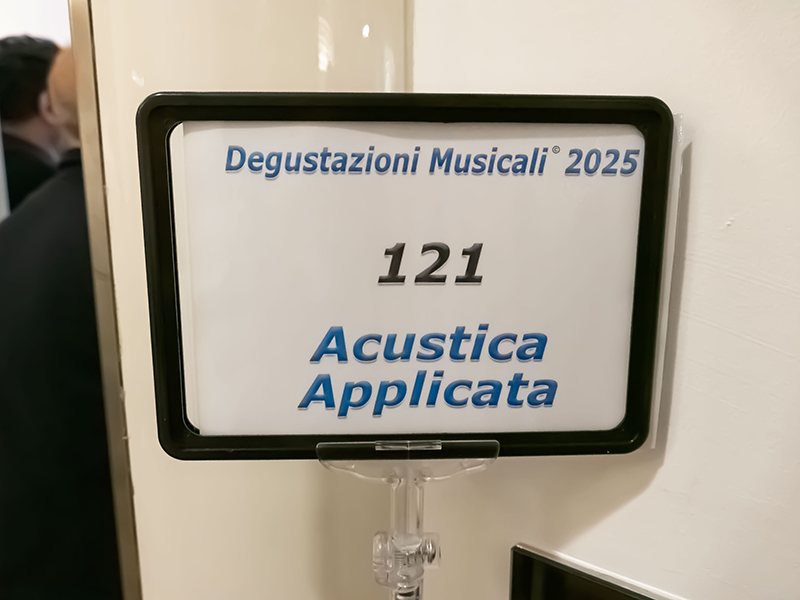 Degustazioni Musicali© 2025
121
Acustica
Applicata